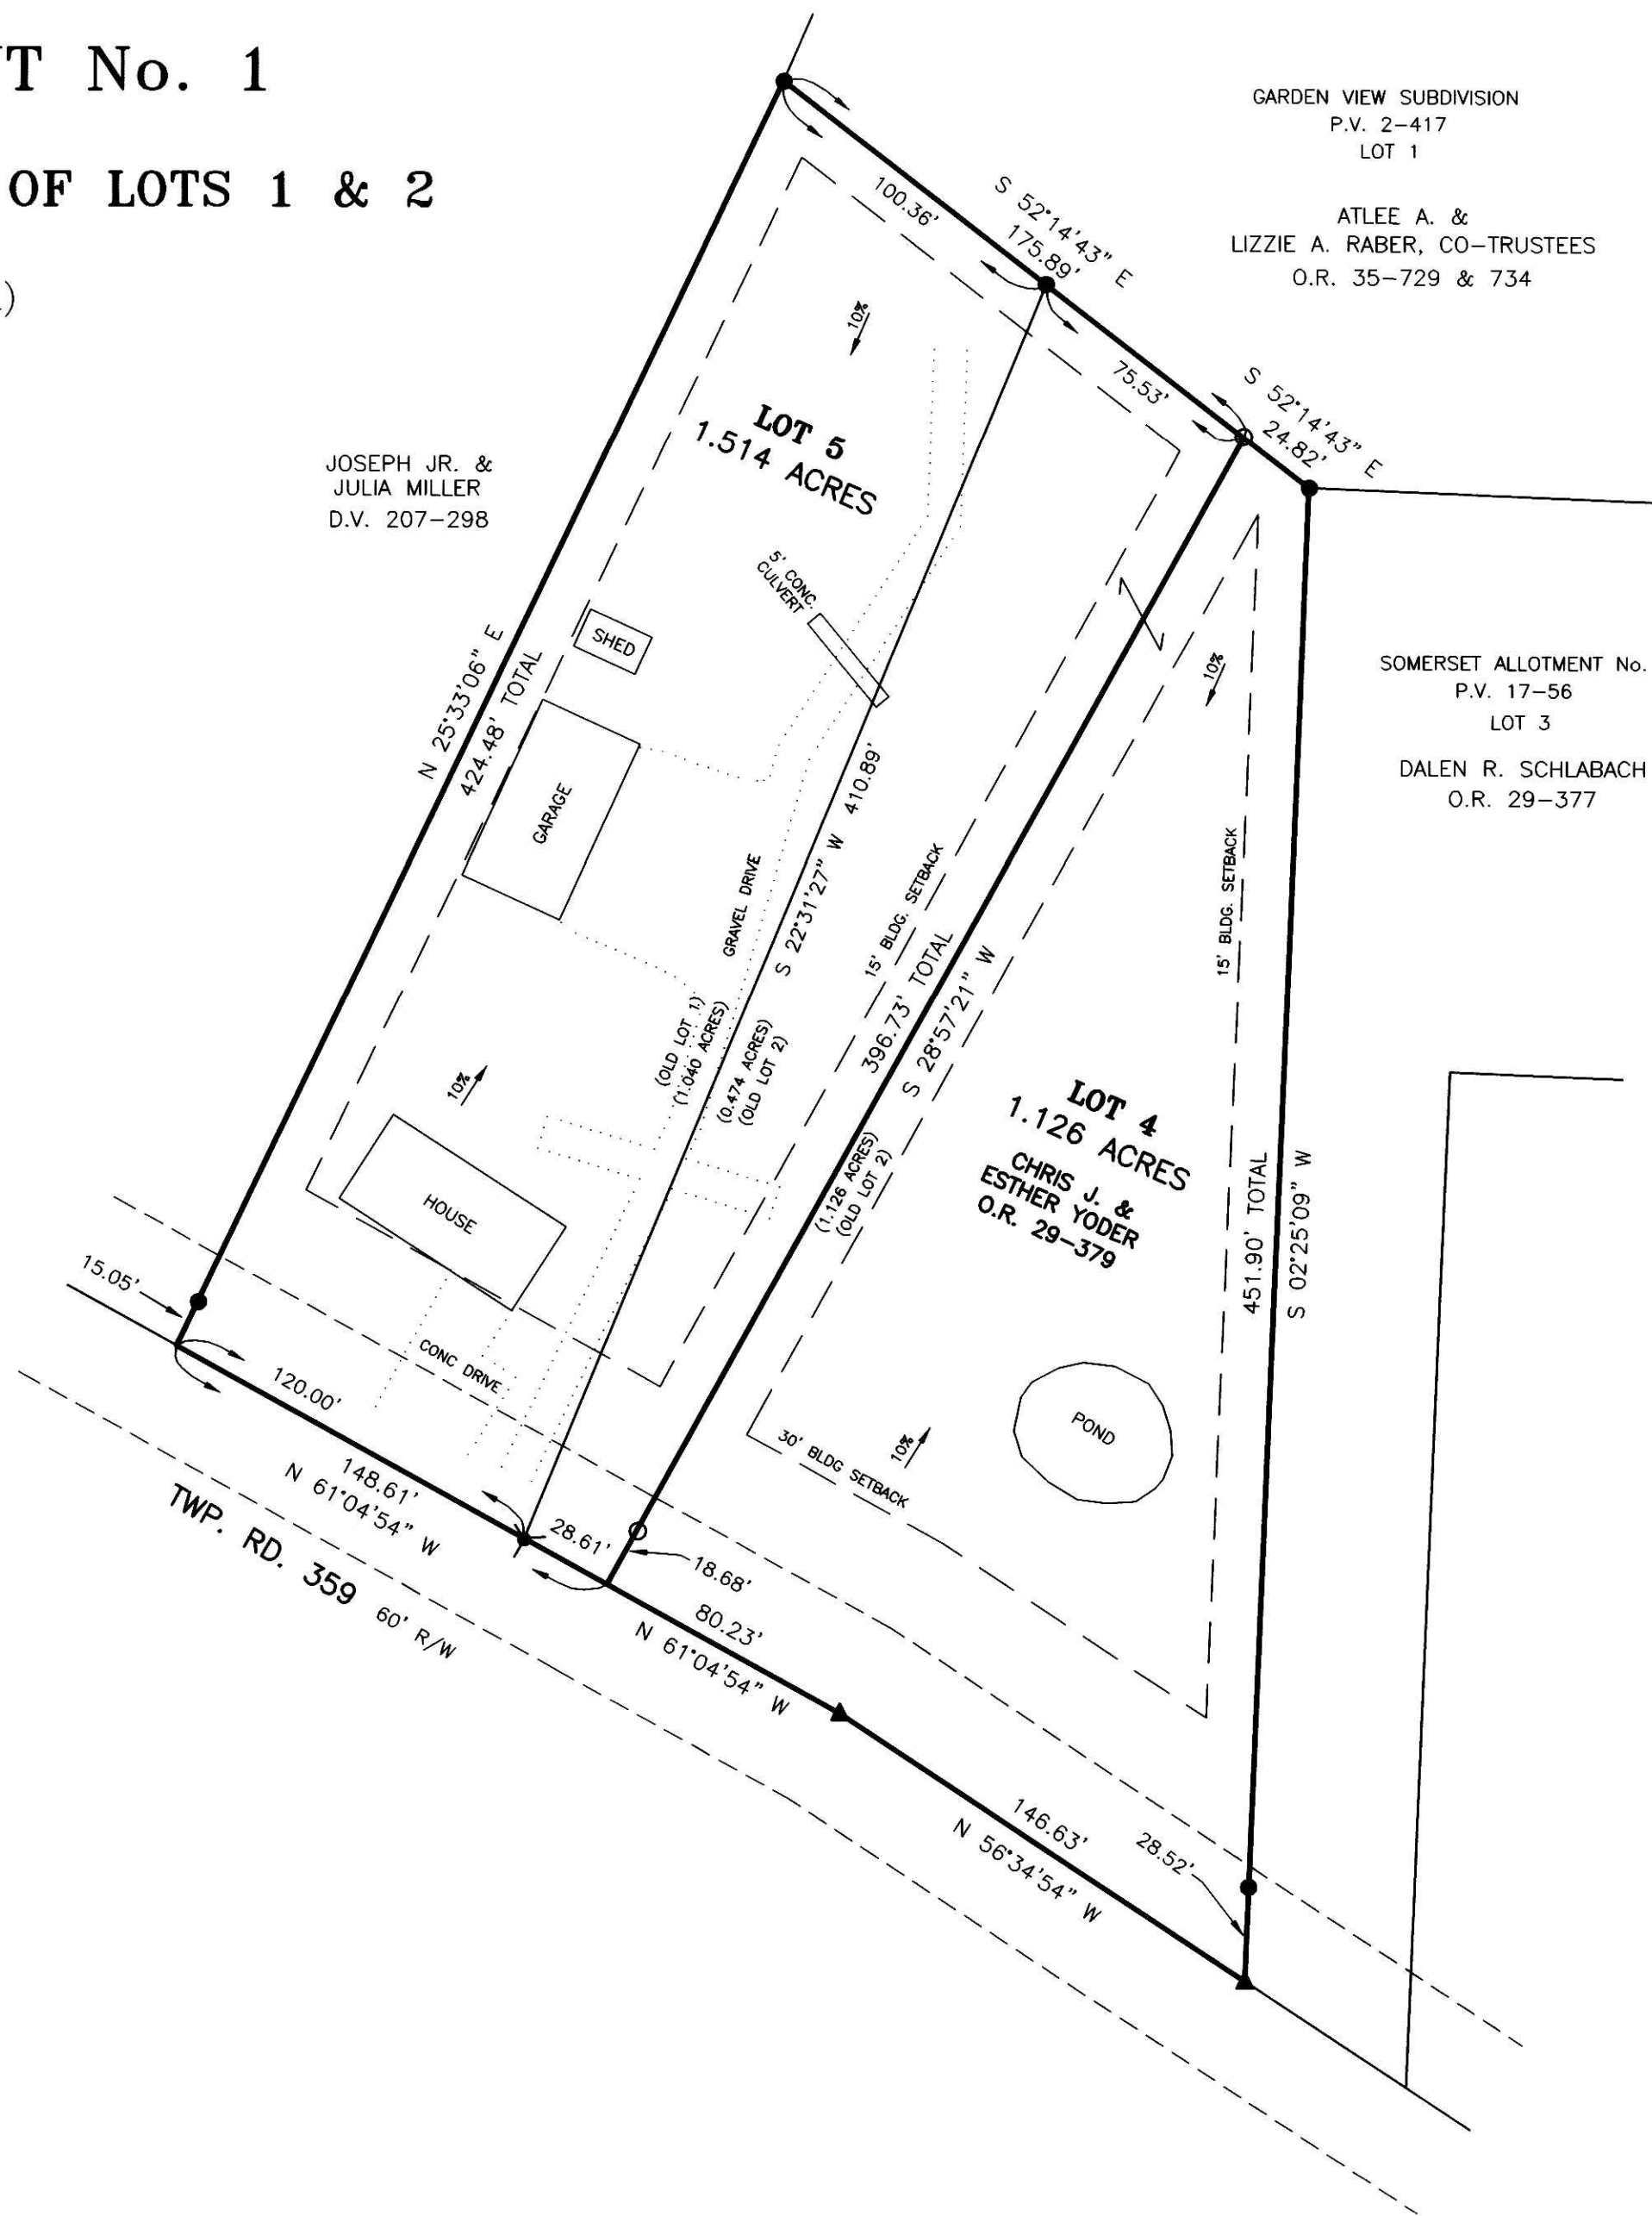 T No. 1
OF LOTS 1 & 2
)
GARDEN VIEW SUBDIVISION
P.V. 2-417
LOT 1
ATLEE A. &
LIZZIE A. RABER, CO-TRUSTEES
O.R. 35-729 & 734
100.36'
S 52°14'43" E
175.89'
75.53'
S 52°14'43" E
24.82'
10%
LOT 5
1.514 ACRES
JOSEPH JR. &
JULIA MILLER
D.V. 207-298
5' CONC.
CULVERT
SHED
N 25°33'06" E
424.48' TOTAL
GARAGE
GRAVEL DRIVE
S 22°31'27" W 410.89'
15' BLDG. SETBACK
396.73' TOTAL
S 28°57'21" W
10%
15' BLDG. SETBACK
SOMERSET ALLOTMENT No.
P.V. 17-56
LOT 3
DALEN R. SCHLABACH
O.R. 29-377
(OLD LOT 1)
(1.040 ACRES)
(0.474 ACRES)
(OLD LOT 2)
10%
HOUSE
(1.126 ACRES)
(OLD LOT 2)
LOT 4
1.126 ACRES
CHRIS J. &
ESTHER YODER
O.R. 29-379
451.90' TOTAL
S 02°25'09" W
15.05'
CONC DRIVE
120.00'
148.61'
N 61°04'54" W
TWP. RD. 359 60' R/W
28.61'
18.68'
80.23'
N 61°04'54" W
30' BLDG SETBACK
10%
POND
146.63'
N 56°34'54" W
28.52'